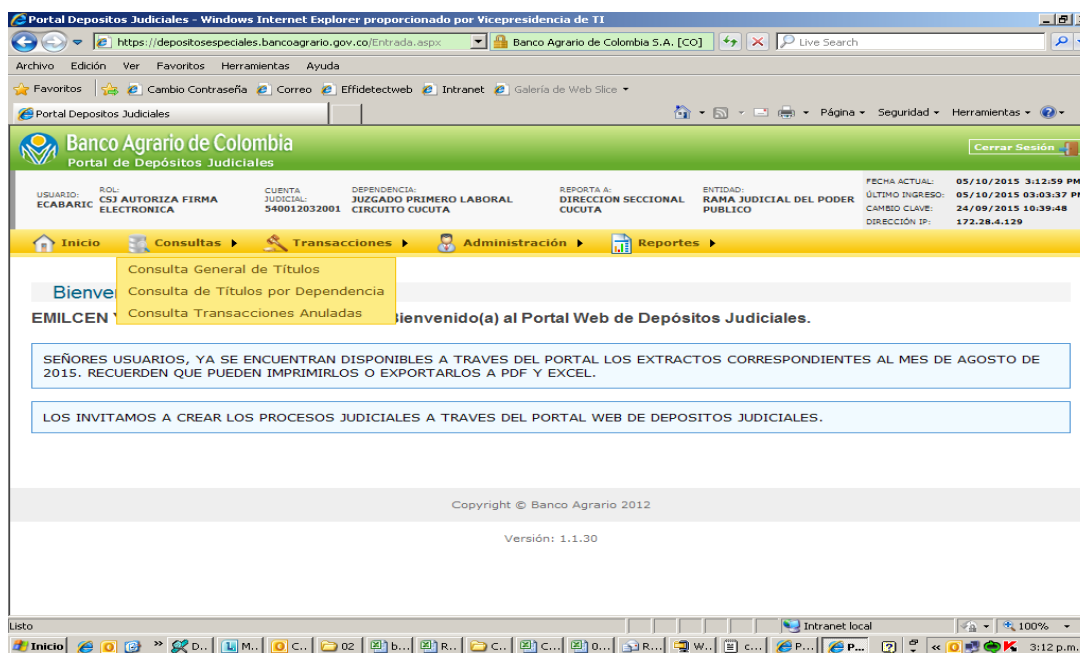 Portal Depositos Judiciales - Windows Internet Explorer proporcionado por Vicepresidencia de TI
https://depositosespeciales.bancoagrario.gov.co/Entrada.aspx Banco Agrario de Colombia S.A. [CO] Live Search
Archivo Edición Ver Favoritos Herramientas Ayuda
Favoritos Cambio Contraseña Correo Effidetectweb Intranet Galería de Web Slice
Portal Depositos Judiciales Página Seguridad Herramientas
Banco Agrario de Colombia
Portal de Depósitos Judiciales
Cerrar Sesión
USUARIO:
ECABARIC
ROL:
CSJ AUTORIZA FIRMA
ELECTRONICA
CUENTA
JUDICIAL:
540012032001
DEPENDENCIA:
JUZGADO PRIMERO LABORAL
CIRCUITO CUCUTA
REPORTA A:
DIRECCION SECCIONAL
CUCUTA
ENTIDAD:
RAMA JUDICIAL DEL PODER
PUBLICO
FECHA ACTUAL: 05/10/2015 3:12:59 PM
ÚLTIMO INGRESO: 05/10/2015 03:03:37 PM
CAMBIO CLAVE: 24/09/2015 10:39:48
DIRECCIÓN IP: 172.28.4.129
Inicio Consultas Transacciones Administración Reportes
Consulta General de Títulos
Consulta de Títulos por Dependencia
Consulta Transacciones Anuladas
Bienve
EMILCEN Bienvenido(a) al Portal Web de Depósitos Judiciales.
SEÑORES USUARIOS, YA SE ENCUENTRAN DISPONIBLES A TRAVES DEL PORTAL LOS EXTRACTOS CORRESPONDIENTES AL MES DE AGOSTO DE
2015. RECUERDEN QUE PUEDEN IMPRIMIRLOS O EXPORTARLOS A PDF Y EXCEL.
LOS INVITAMOS A CREAR LOS PROCESOS JUDICIALES A TRAVES DEL PORTAL WEB DE DEPOSITOS JUDICIALES.
Copyright © Banco Agrario 2012
Versión: 1.1.30
Listo Intranet local 100%
Inicio D.. M.. C.. 02 b... R... C... C... 0... R... W.. c... P... P... 3:12 p.m.